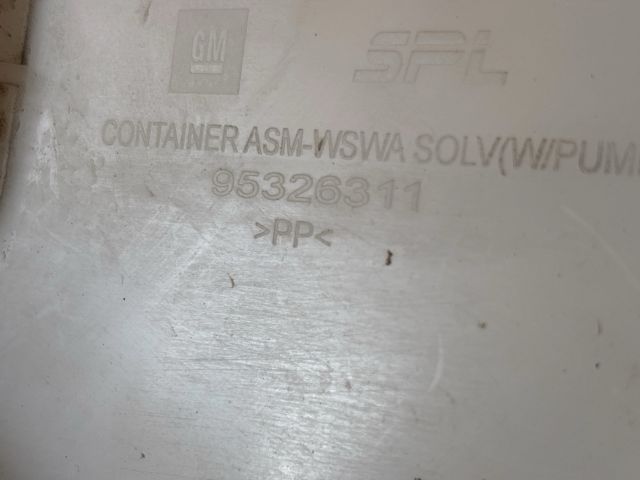 GM SPL
CONTAINER ASM-WSWA SOLV(W/PUM
95326311
>PP<